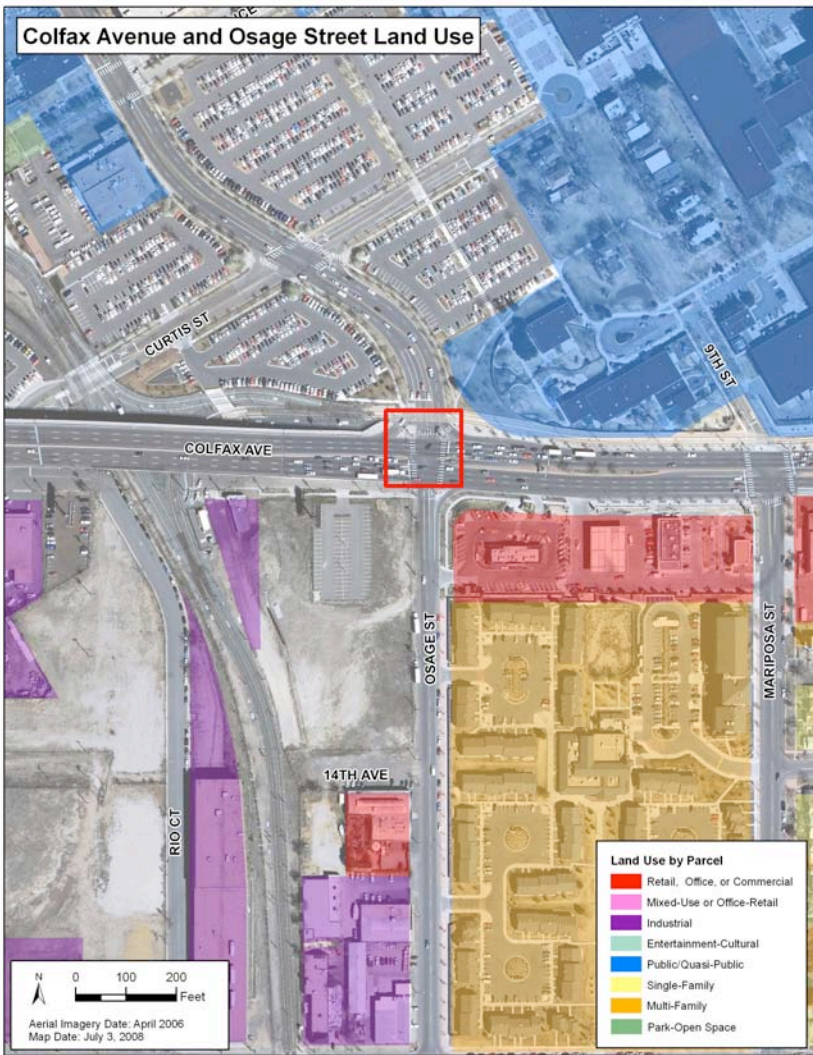 Colfax Avenue and Osage Street Land Use
CURTIS ST
9TH ST
COLFAX AVE
OSAGE ST
MARIPOSA ST
14TH AVE
RIO CT
Land Use by Parcel
Retail, Office, or Commercial
Mixed-Use or Office-Retail
Industrial
Entertainment-Cultural
Public/Quasi-Public
Single-Family
Multi-Family
Park-Open Space
N
0 100 200
Feet
Aerial Imagery Date: April 2006
Map Date: July 3, 2008